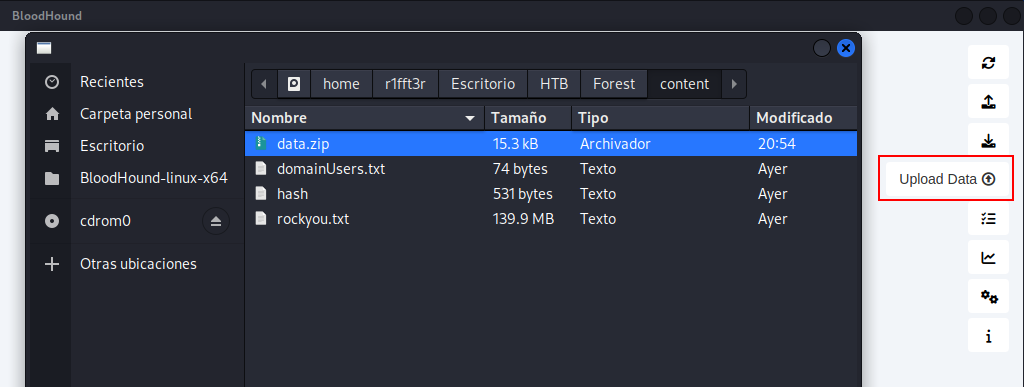 BloodHound
home r1fft3r Escritorio HTB Forest content
Recientes
Carpeta personal
Escritorio
BloodHound-linux-x64
cdrom0
Otras ubicaciones
Nombre Tamaño Tipo Modificado
data.zip 15.3 kB Archivador 20:54
domainUsers.txt 74 bytes Texto Ayer
hash 531 bytes Texto Ayer
rockyou.txt 139.9 MB Texto Ayer
Upload Data